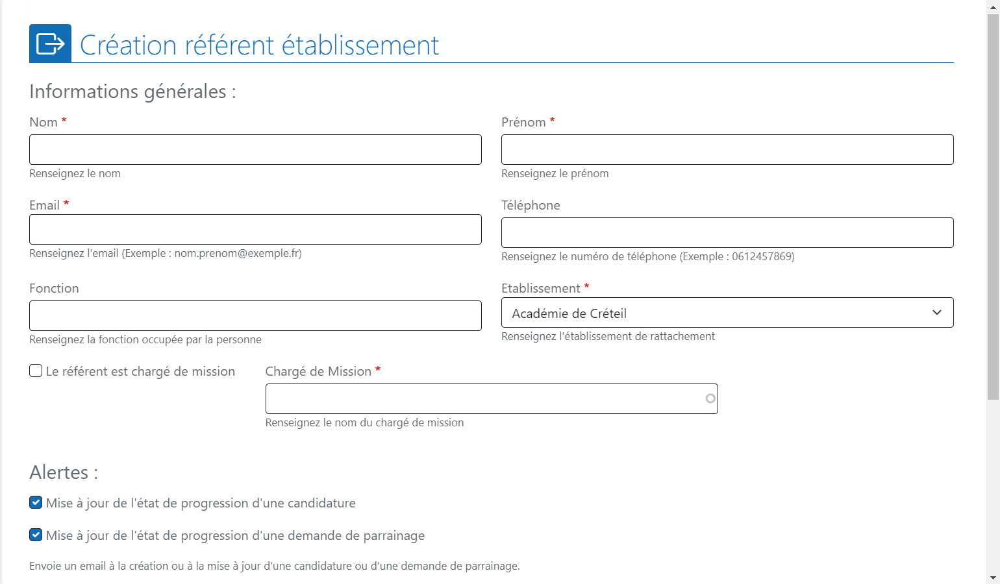 Création référent établissement
Informations générales :
Nom *
Prénom *
Renseignez le nom
Renseignez le prénom
Email *
Téléphone
Renseignez l'email (Exemple : nom.prenom@exemple.fr)
Renseignez le numéro de téléphone (Exemple : 0612457869)
Fonction
Etablissement *
Académie de Créteil
Renseignez la fonction occupée par la personne
Renseignez l'établissement de rattachement
Le référent est chargé de mission
Chargé de Mission *
Renseignez le nom du chargé de mission
Alertes :
Mise à jour de l'état de progression d'une candidature
Mise à jour de l'état de progression d'une demande de parrainage
Envoie un email à la création ou à la mise à jour d'une candidature ou d'une demande de parrainage.